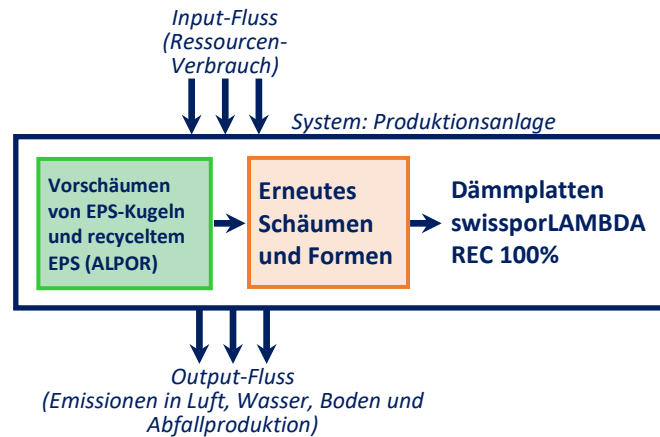 Input-Fluss
(Ressourcen-
Verbrauch)
System: Produktionsanlage
Vorschäumen
von EPS-Kugeln
und recyceltem
EPS (ALPOR)
Erneutes
Schäumen
und Formen
Dämmplatten
swissporLAMBDA
REC 100%
Output-Fluss
(Emissionen in Luft, Wasser, Boden und
Abfallproduktion)